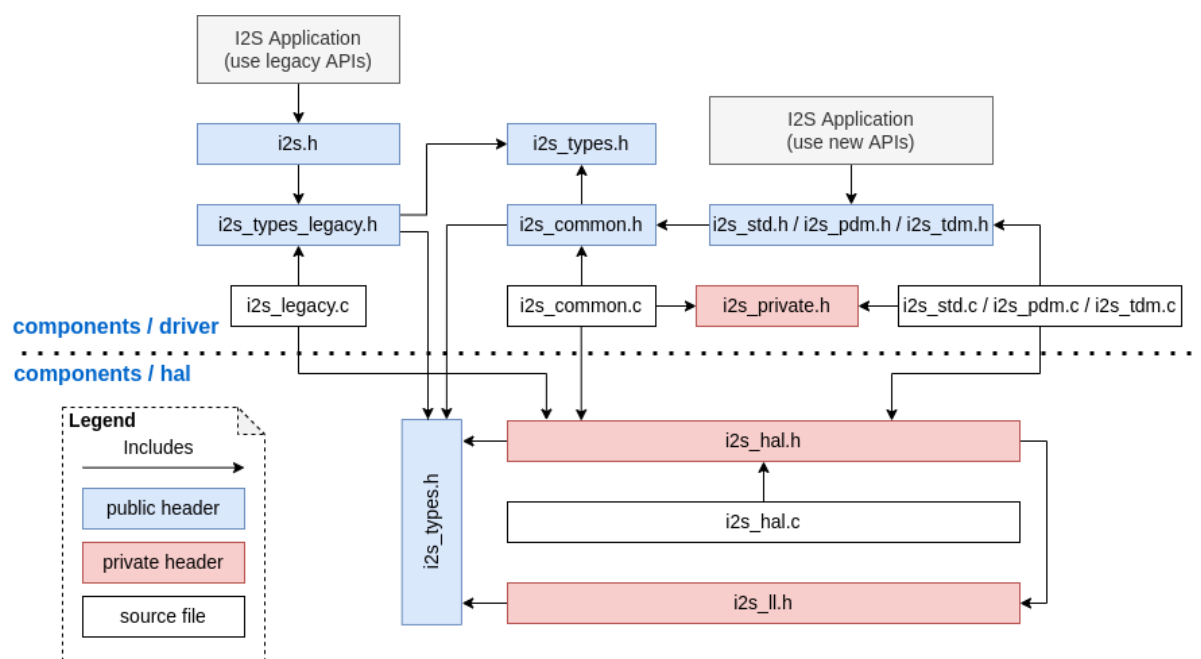 I2S Application
(use legacy APIs)
i2s.h
i2s_types.h
I2S Application
(use new APIs)
i2s_types_legacy.h
i2s_common.h
i2s_std.h / i2s_pdm.h / i2s_tdm.h
i2s_legacy.c
i2s_common.c
i2s_private.h
i2s_std.c / i2s_pdm.c / i2s_tdm.c
components / driver
components / hal
Legend
Includes
public header
private header
source file
i2s_types.h
i2s_hal.h
i2s_hal.c
i2s_ll.h